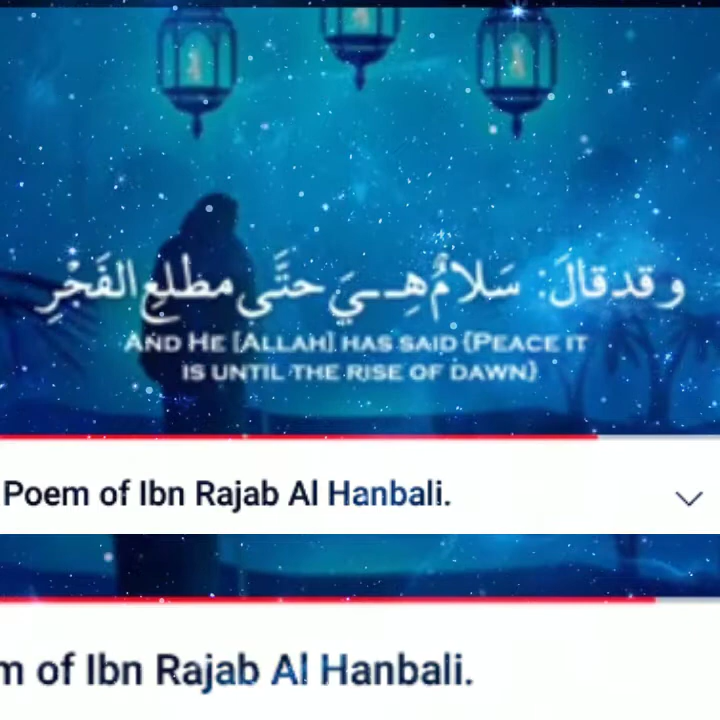 وقد قالَ: سَلامٌ هِـيَ حتَّى مطلعِ الفَجْرِ
AND HE [ALLAH] HAS SAID {PEACE IT
IS UNTIL THE RISE OF DAWN}
Poem of Ibn Rajab Al Hanbali.
m of Ibn Rajab Al Hanbali.